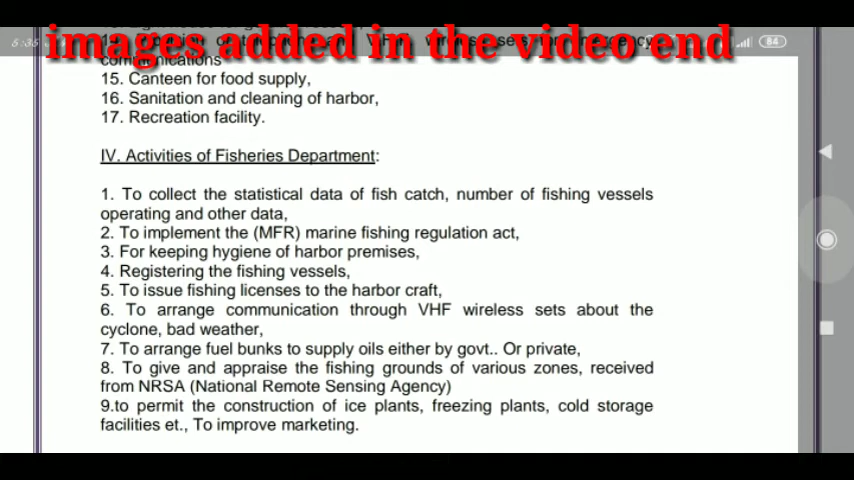 images added in the video end
5:35
84
communications
15. Canteen for food supply,
16. Sanitation and cleaning of harbor,
17. Recreation facility.
IV. Activities of Fisheries Department:
1. To collect the statistical data of fish catch, number of fishing vessels
operating and other data,
2. To implement the (MFR) marine fishing regulation act,
3. For keeping hygiene of harbor premises,
4. Registering the fishing vessels,
5. To issue fishing licenses to the harbor craft,
6. To arrange communication through VHF wireless sets about the
cyclone, bad weather,
7. To arrange fuel bunks to supply oils either by govt.. Or private,
8. To give and appraise the fishing grounds of various zones, received
from NRSA (National Remote Sensing Agency)
9.to permit the construction of ice plants, freezing plants, cold storage
facilities et., To improve marketing.